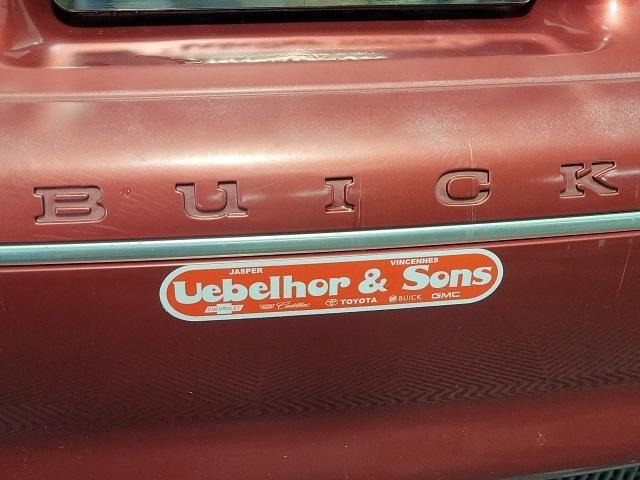 BUICK
JASPER VINCENNES
Uebelhor & Sons
CHEVROLET Cadillac TOYOTA BUICK GMC